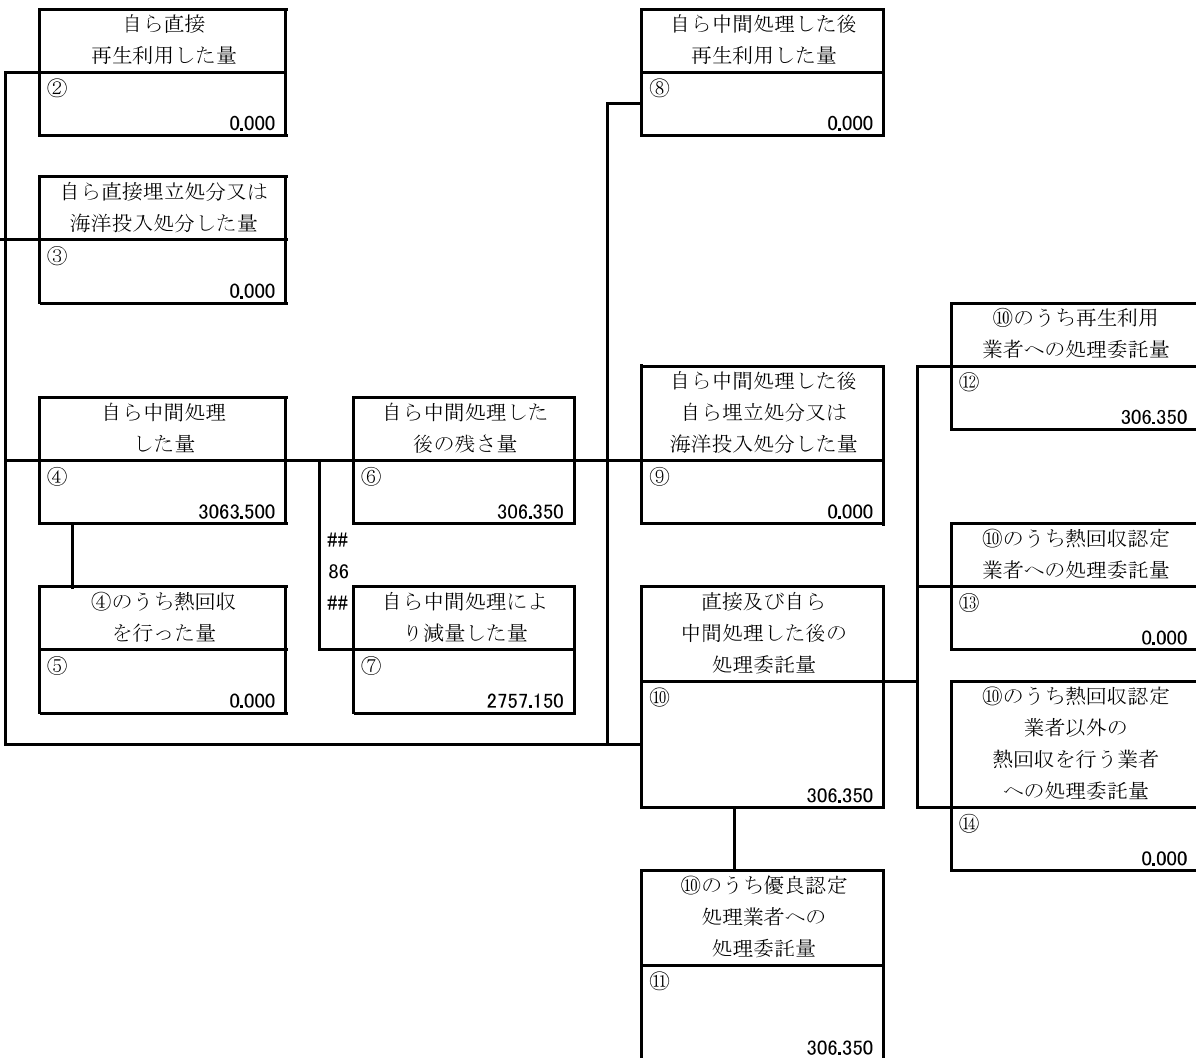 自ら直接
再生利用した量
②
0.000
自ら中間処理した後
再生利用した量
⑧
0.000
自ら直接埋立処分又は
海洋投入処分した量
③
0.000
⑩のうち再生利用
業者への処理委託量
⑫
306.350
自ら中間処理
した量
④
3063.500
自ら中間処理した
後の残さ量
⑥
306.350
自ら中間処理した後
自ら埋立処分又は
海洋投入処分した量
⑨
0.000
##
86
##
⑩のうち熱回収認定
業者への処理委託量
⑬
0.000
④のうち熱回収
を行った量
⑤
0.000
自ら中間処理によ
り減量した量
⑦
2757.150
直接及び自ら
中間処理した後の
処理委託量
⑩
306.350
⑩のうち熱回収認定
業者以外の
熱回収を行う業者
への処理委託量
⑭
0.000
⑩のうち優良認定
処理業者への
処理委託量
⑪
306.350